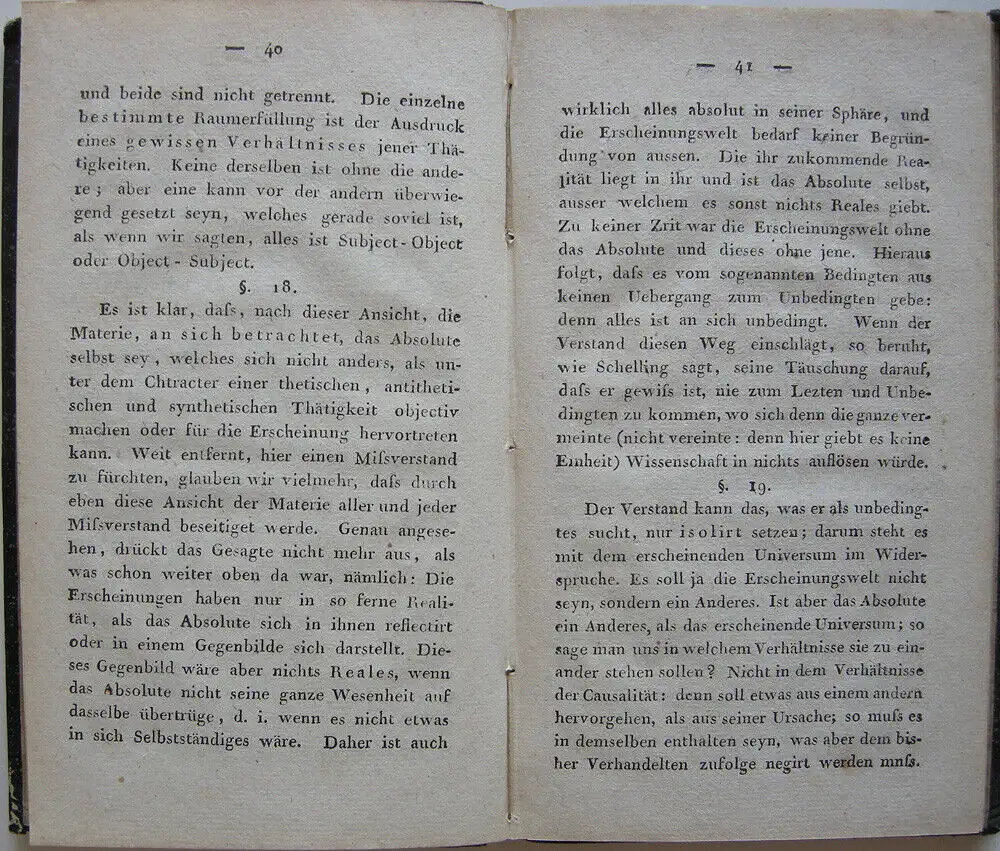 — 40
und beide sind nicht getrennt. Die einzelne
bestimmte Raumerfüllung ist der Ausdruck
eines gewissen Verhältnisses jener Thä-
tigkeiten. Keine derselben ist ohne die ande-
re; aber eine kann vor der andern überwie-
gend gesetzt seyn, welches gerade soviel ist,
als wenn wir sagten, alles ist Subject-Object
oder Object-Subject.
§. 18.
Es ist klar, daſs, nach dieser Ansicht, die
Materie, an sich betrachtet, das Absolute
selbst sey, welches sich nicht anders, als un-
ter dem Chtracter einer thetischen, antitheti-
schen und synthetischen Thätigkeit objectiv
machen oder für die Erscheinung hervortreten
kann. Weit entfernt, hier einen Miſsverstand
zu fürchten, glauben wir vielmehr, daſs durch
eben diese Ansicht der Materie aller und jeder
Miſsverstand beseitiget werde. Genau angese-
hen, drückt das Gesagte nicht mehr aus, als
was schon weiter oben da war, nämlich: Die
Erscheinungen haben nur in so ferne Reali-
tät, als das Absolute sich in ihnen reflectirt
oder in einem Gegenbilde sich darstellt. Die-
ses Gegenbild wäre aber nichts Reales, wenn
das Absolute nicht seine ganze Wesenheit auf
dasselbe übertrüge, d. i. wenn es nicht etwas
in sich Selbstständiges wäre. Daher ist auch
— 41 —
wirklich alles absolut in seiner Sphäre, und
die Erscheinungswelt bedarf keiner Begrün-
dung von aussen. Die ihr zukommende Rea-
lität liegt in ihr und ist das Absolute selbst,
ausser welchem es sonst nichts Reales giebt.
Zu keiner Zrit war die Erscheinungswelt ohne
das Absolute und dieses ohne jene. Hieraus
folgt, daſs es vom sogenannten Bedingten aus
keinen Uebergang zum Unbedingten gebe:
denn alles ist an sich unbedingt. Wenn der
Verstand diesen Weg einschlägt, so beruht,
wie Schelling sagt, seine Täuschung darauf,
daſs er gewiſs ist, nie zum Lezten und Unbe-
dingten zu kommen, wo sich denn die ganze ver-
meinte (nicht vereinte: denn hier giebt es keine
Einheit) Wissenschaft in nichts auflösen würde.
§. 19.
Der Verstand kann das, was er als unbeding-
tes sucht, nur isolirt setzen; darum steht es
mit dem erscheinenden Universum im Wider-
spruche. Es soll ja die Erscheinungswelt nicht
seyn, sondern ein Anderes. Ist aber das Absolute
ein Anderes, als das erscheinende Universum; so
sage man uns in welchem Verhältnisse sie zu ein-
ander stehen sollen? Nicht in dem Verhältnisse
der Causalität: denn soll etwas aus einem andern
hervorgehen, als aus seiner Ursache; so muſs es
in demselben enthalten seyn, was aber dem bis-
her Verhandelten zufolge negirt werden mnſs.